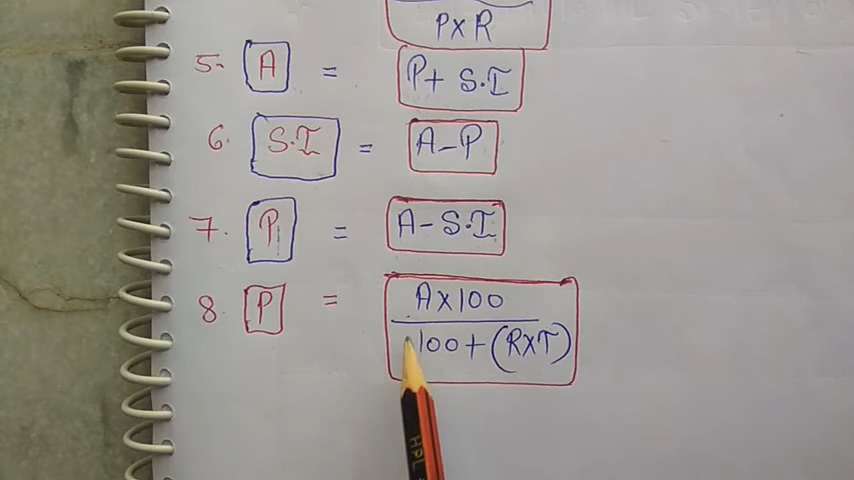 P×R
5. A = P+ S.I
6. S.I = A-P
7. P = A- S.I
8. P = A×100
100+(R×T)
HPL